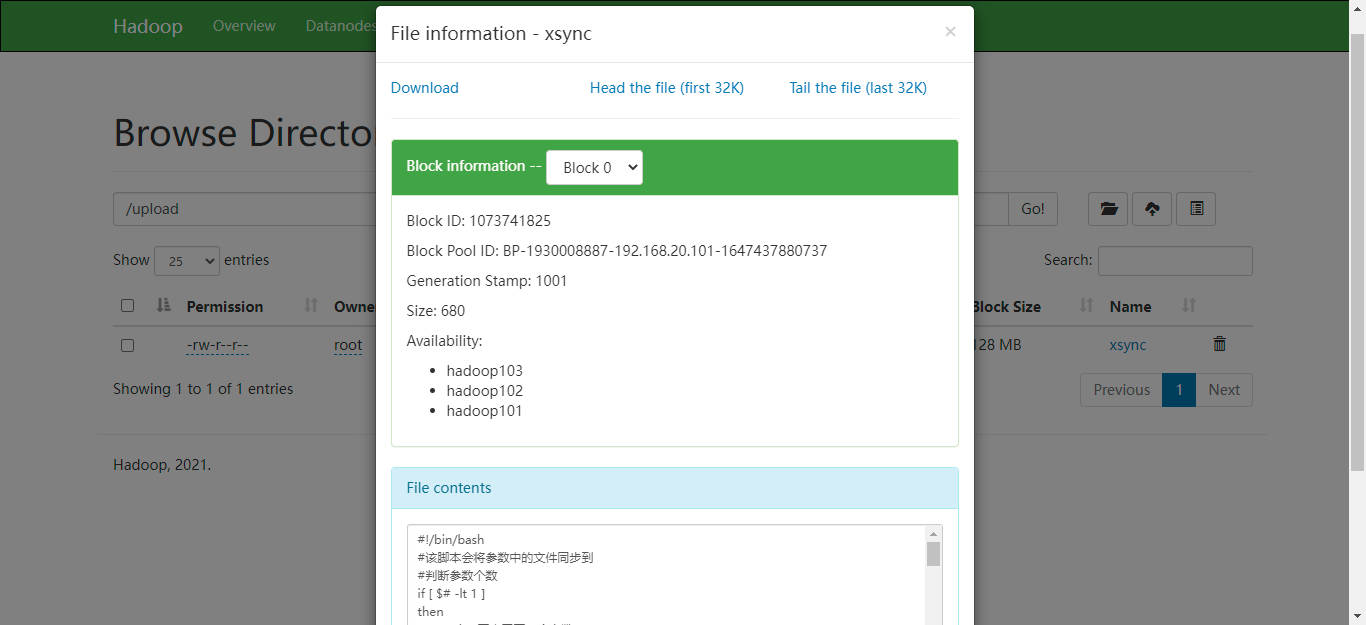 Hadoop Overview Datanodes
File information - xsync ×
Download Head the file (first 32K) Tail the file (last 32K)
Browse Directo
Block information -- Block 0
/upload Go!
Block ID: 1073741825
Block Pool ID: BP-1930008887-192.168.20.101-1647437880737
Show 25 entries Search:
Generation Stamp: 1001
Permission Owne Block Size Name
Size: 680
-rw-r--r-- root 128 MB xsync
Availability:
hadoop103
hadoop102
hadoop101
Showing 1 to 1 of 1 entries Previous 1 Next
Hadoop, 2021.
File contents
#!/bin/bash
#该脚本会将参数中的文件同步到
#判断参数个数
if [ $# -lt 1 ]
then